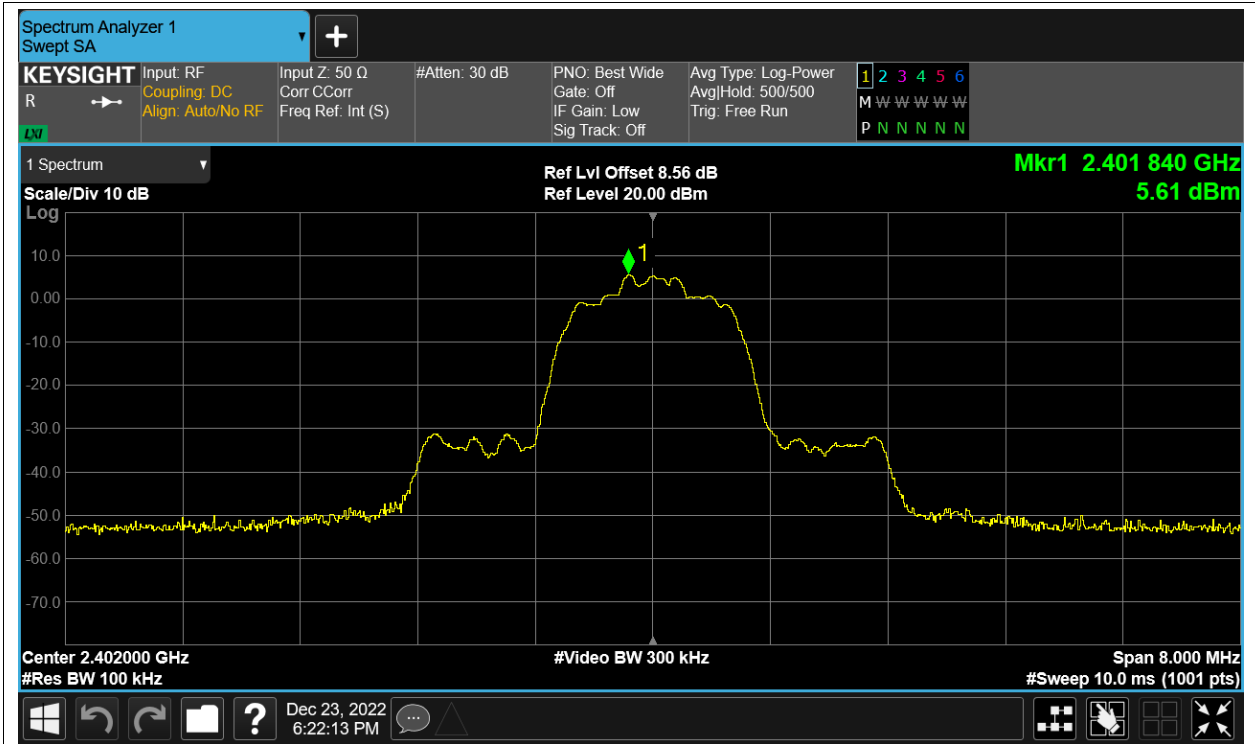 Spectrum Analyzer 1
Swept SA
KEYSIGHT
R
LXI
Input: RF
Coupling: DC
Align: Auto/No RF
Input Z: 50 Ω
Corr CCorr
Freq Ref: Int (S)
#Atten: 30 dB
PNO: Best Wide
Gate: Off
IF Gain: Low
Sig Track: Off
Avg Type: Log-Power
Avg|Hold: 500/500
Trig: Free Run
1 2 3 4 5 6
M W W W W W
P N N N N N
1 Spectrum
Scale/Div 10 dB
Log
Ref Lvl Offset 8.56 dB
Ref Level 20.00 dBm
Mkr1 2.401 840 GHz
5.61 dBm
1
10.0
0.00
-10.0
-20.0
-30.0
-40.0
-50.0
-60.0
-70.0
Center 2.402000 GHz
#Res BW 100 kHz
#Video BW 300 kHz
Span 8.000 MHz
#Sweep 10.0 ms (1001 pts)
?
Dec 23, 2022
6:22:13 PM